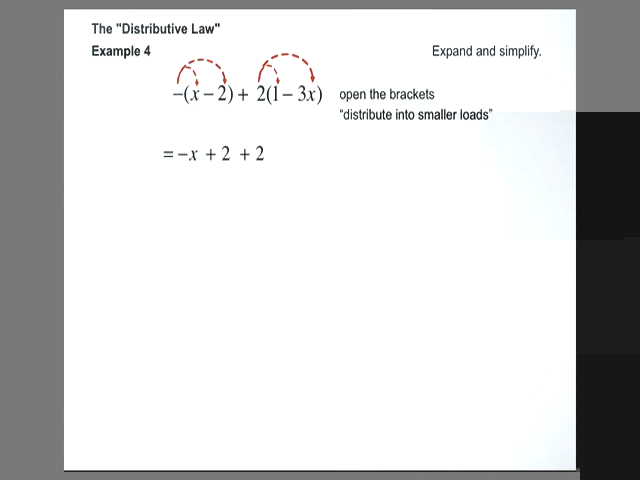 The "Distributive Law"
Example 4 Expand and simplify.
−(x − 2) + 2(1 − 3x) open the brackets
“distribute into smaller loads”
= −x + 2 + 2